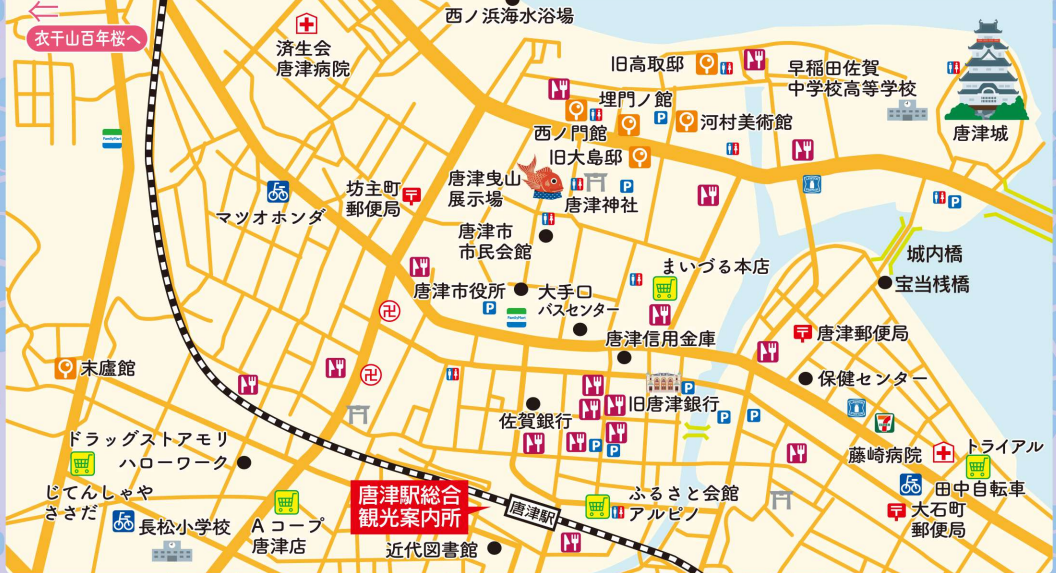 西ノ浜海水浴場
衣干山百年桜へ
済生会
唐津病院
旧高取邸
早稲田佐賀
中学校高等学校
唐津城
埋門ノ館
河村美術館
西ノ門館
旧大島邸
FamilyMart
マツオホンダ
坊主町
郵便局
唐津曳山
展示場
唐津神社
唐津市
市民会館
城内橋
宝当桟橋
まいづる本店
唐津市役所
大手口
バスセンター
FamilyMart
唐津信用金庫
唐津郵便局
保健センター
末廬館
旧唐津銀行
佐賀銀行
ドラッグストアモリ
ハローワーク
藤崎病院
トライアル
田中自転車
大石町
郵便局
じてんしゃや
ささだ
長松小学校
Aコープ
唐津店
唐津駅総合
観光案内所
唐津駅
ふるさと会館
アルピノ
近代図書館